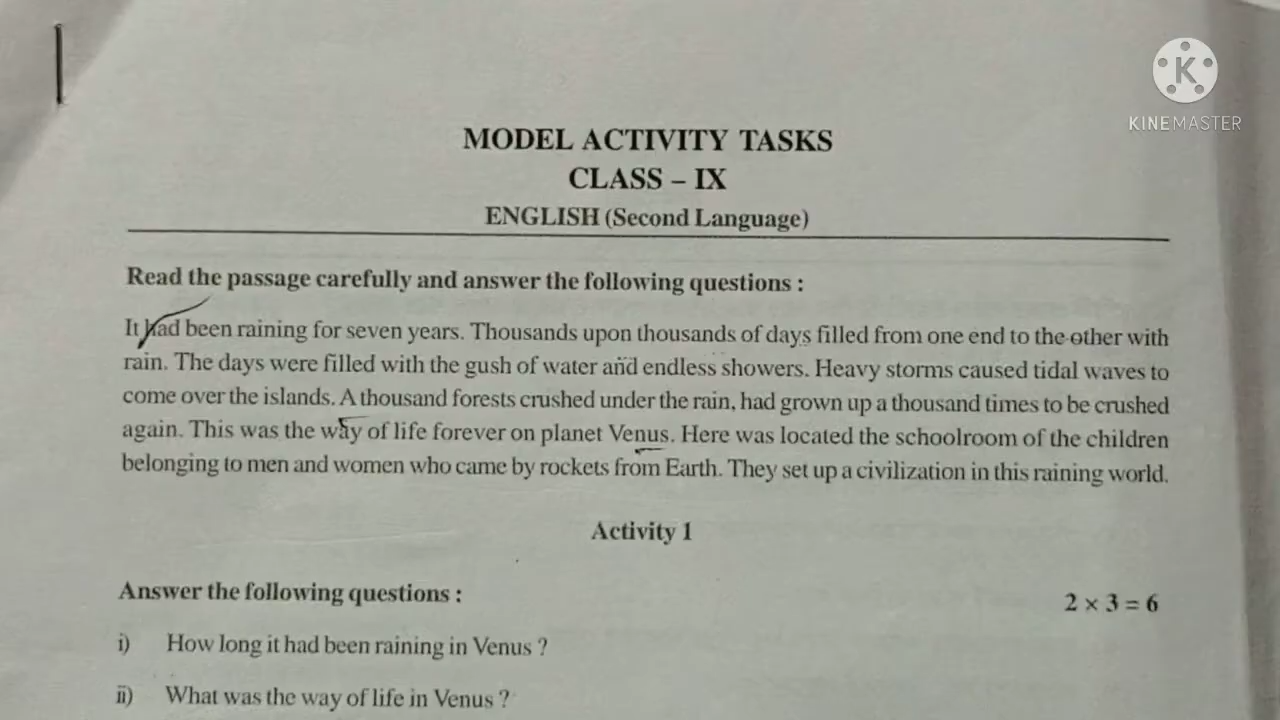 KINEMASTER
MODEL ACTIVITY TASKS
CLASS – IX
ENGLISH (Second Language)
Read the passage carefully and answer the following questions :
It had been raining for seven years. Thousands upon thousands of days filled from one end to the other with
rain. The days were filled with the gush of water and endless showers. Heavy storms caused tidal waves to
come over the islands. A thousand forests crushed under the rain, had grown up a thousand times to be crushed
again. This was the way of life forever on planet Venus. Here was located the schoolroom of the children
belonging to men and women who came by rockets from Earth. They set up a civilization in this raining world.
Activity 1
Answer the following questions :
2 × 3 = 6
i) How long it had been raining in Venus ?
ii) What was the way of life in Venus ?